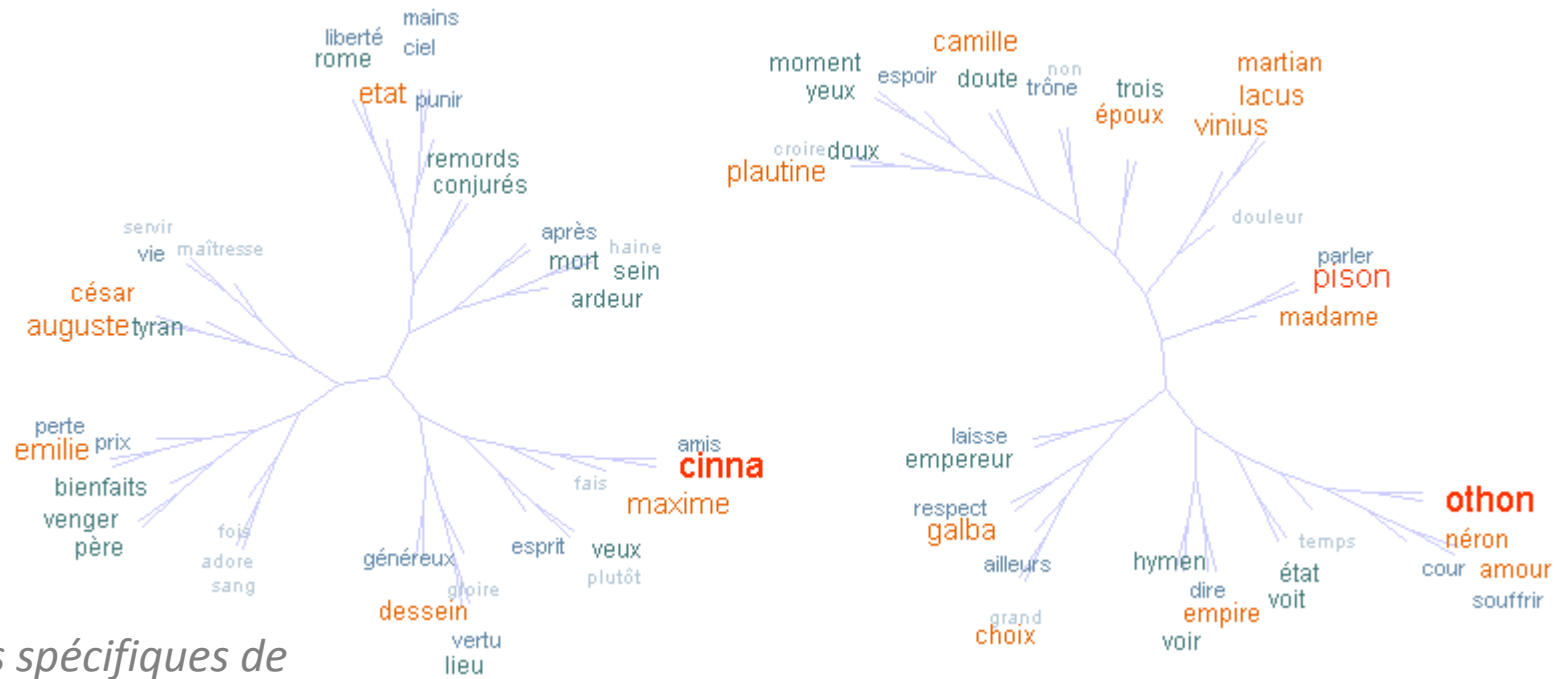 mains
liberté
ciel
rome
etat
punir
remords
conjurés
servir
vie
maîtresse
après
haine
mort
sein
ardeur
césar
auguste
tyran
perte
emilie
prix
bienfaits
venger
père
fois
adore
sang
amis
cinna
fais
maxime
généreux
esprit
veux
plutôt
gloire
dessein
vertu
lieu
s spécifiques de
camille
moment
yeux
espoir
doute
non
trône
trois
époux
martian
lacus
vinius
croire
doux
plautine
douleur
parler
pison
madame
laisse
empereur
respect
galba
ailleurs
grand
choix
hymen
dire
empire
voir
temps
état
voit
othon
néron
cour
amour
souffrir